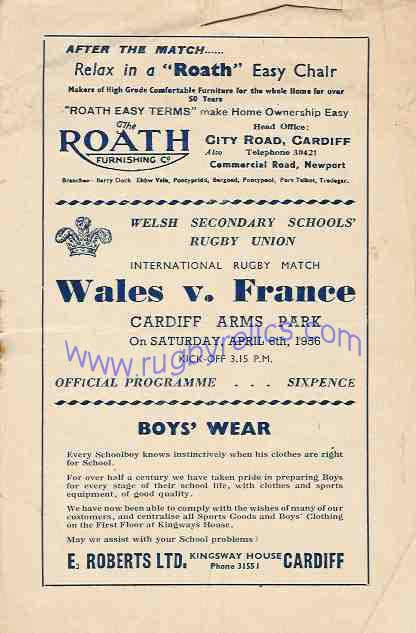 AFTER THE MATCH......
Relax in a "Roath" Easy Chair
Makers of High Grade Comfortable Furniture for the whole Home for over
50 Years
"ROATH EASY TERMS" make Home Ownership Easy
The
ROATH
FURNISHING Co
Head Office:
CITY ROAD, CARDIFF
Also Telephone 30421
Commercial Road, Newport
Branches—Barry Dock, Ebbw Vale, Pontypridd, Bargoed, Pontypool, Port Talbot, Tredegar.
WELSH SECONDARY SCHOOLS'
RUGBY UNION
INTERNATIONAL RUGBY MATCH
Wales v. France
CARDIFF ARMS PARK
On SATURDAY, APRIL 1956
www.rugbyrelics.com
KICK-OFF 3.15 P.M.
OFFICIAL PROGRAMME . . . SIXPENCE
BOYS' WEAR
Every Schoolboy knows instinctively when his clothes are right
for School.
For over half a century we have taken pride in preparing Boys
for every stage of their school life, with clothes and sports
equipment, of good quality.
We have now been able to comply with the wishes of many of our
customers, and centralise all Sports Goods and Boys' Clothing
on the First Floor at Kingways House.
May we assist with your School problems?
E. ROBERTS LTD. KINGSWAY HOUSE CARDIFF
Phone 31551